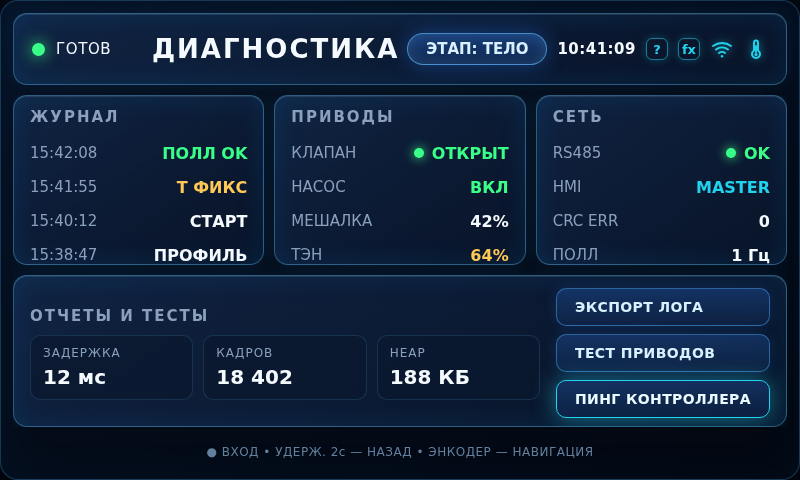 ГОТОВ ДИАГНОСТИКА ЭТАП: ТЕЛО 10:41:09 ? fx
ЖУРНАЛ
15:42:08 ПОЛЛ OK
15:41:55 Т ФИКС
15:40:12 СТАРТ
15:38:47 ПРОФИЛЬ
ПРИВОДЫ
КЛАПАН ОТКРЫТ
НАСОС ВКЛ
МЕШАЛКА 42%
ТЭН 64%
СЕТЬ
RS485 OK
HMI MASTER
CRC ERR 0
ПОЛЛ 1 Гц
ОТЧЕТЫ И ТЕСТЫ
ЗАДЕРЖКА
12 мс
КАДРОВ
18 402
HEAP
188 КБ
ЭКСПОРТ ЛОГА
ТЕСТ ПРИВОДОВ
ПИНГ КОНТРОЛЛЕРА
● ВХОД • УДЕРЖ. 2с — НАЗАД • ЭНКОДЕР — НАВИГАЦИЯ